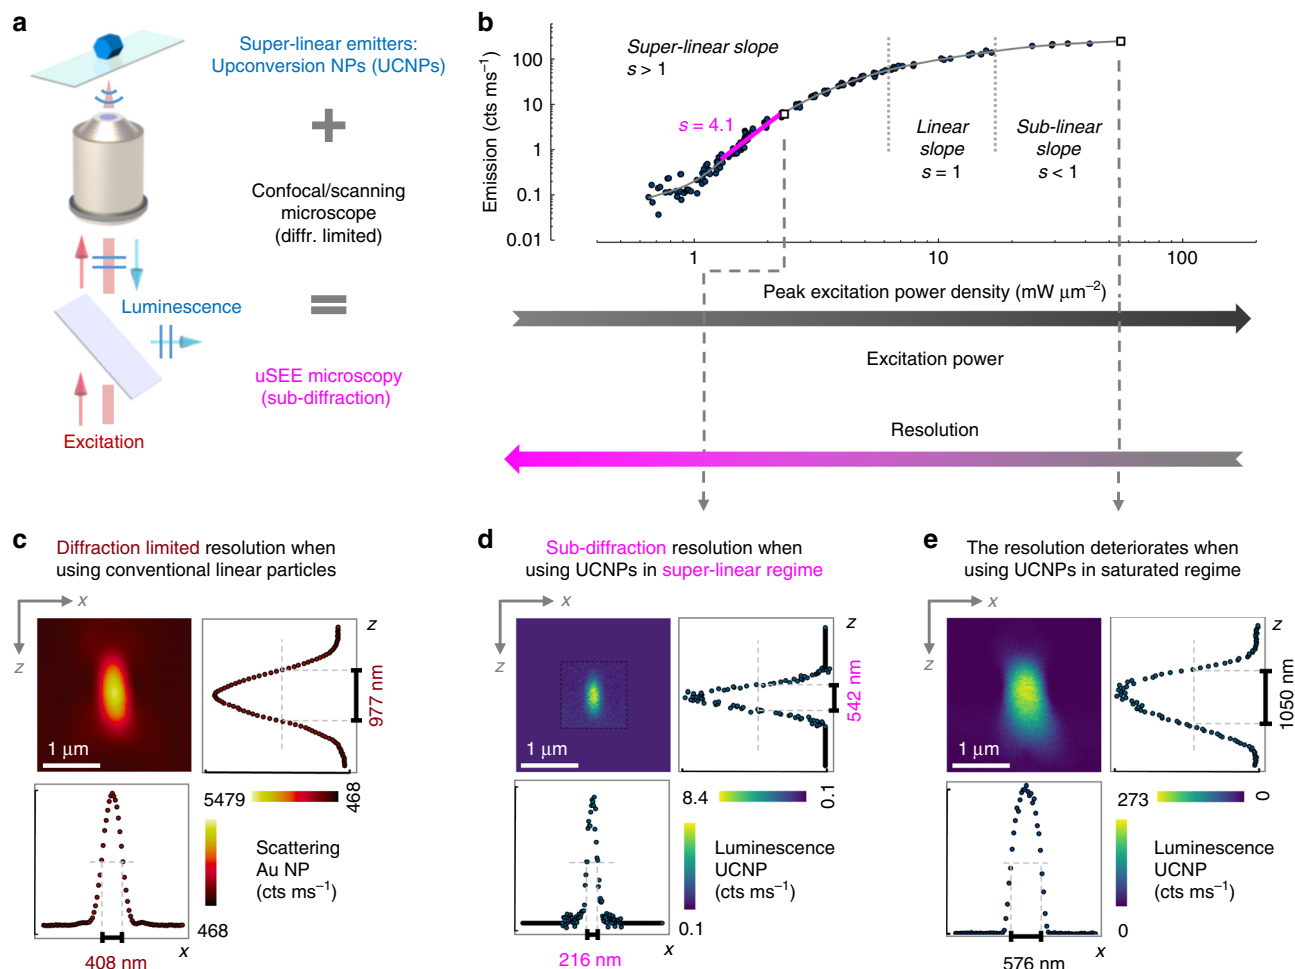 a
Super-linear emitters:
Upconversion NPs (UCNPs)
+
Confocal/scanning
microscope
(diffr. limited)
=
uSEE microscopy
(sub-diffraction)
Luminescence
Excitation
b
Super-linear slope
s > 1
s = 4.1
Linear
slope
s = 1
Sub-linear
slope
s < 1
Emission (cts ms⁻¹)
100
10
1
0.1
0.01
1
10
100
Peak excitation power density (mW μm⁻²)
Excitation power
Resolution
c
Diffraction limited resolution when
using conventional linear particles
x
z
1 μm
z
977 nm
5479
468
Scattering
Au NP
(cts ms⁻¹)
468
x
408 nm
d
Sub-diffraction resolution when
using UCNPs in super-linear regime
x
z
1 μm
z
542 nm
8.4
0.1
Luminescence
UCNP
(cts ms⁻¹)
0.1
x
216 nm
e
The resolution deteriorates when
using UCNPs in saturated regime
x
z
1 μm
z
1050 nm
273
0
Luminescence
UCNP
(cts ms⁻¹)
0
x
576 nm